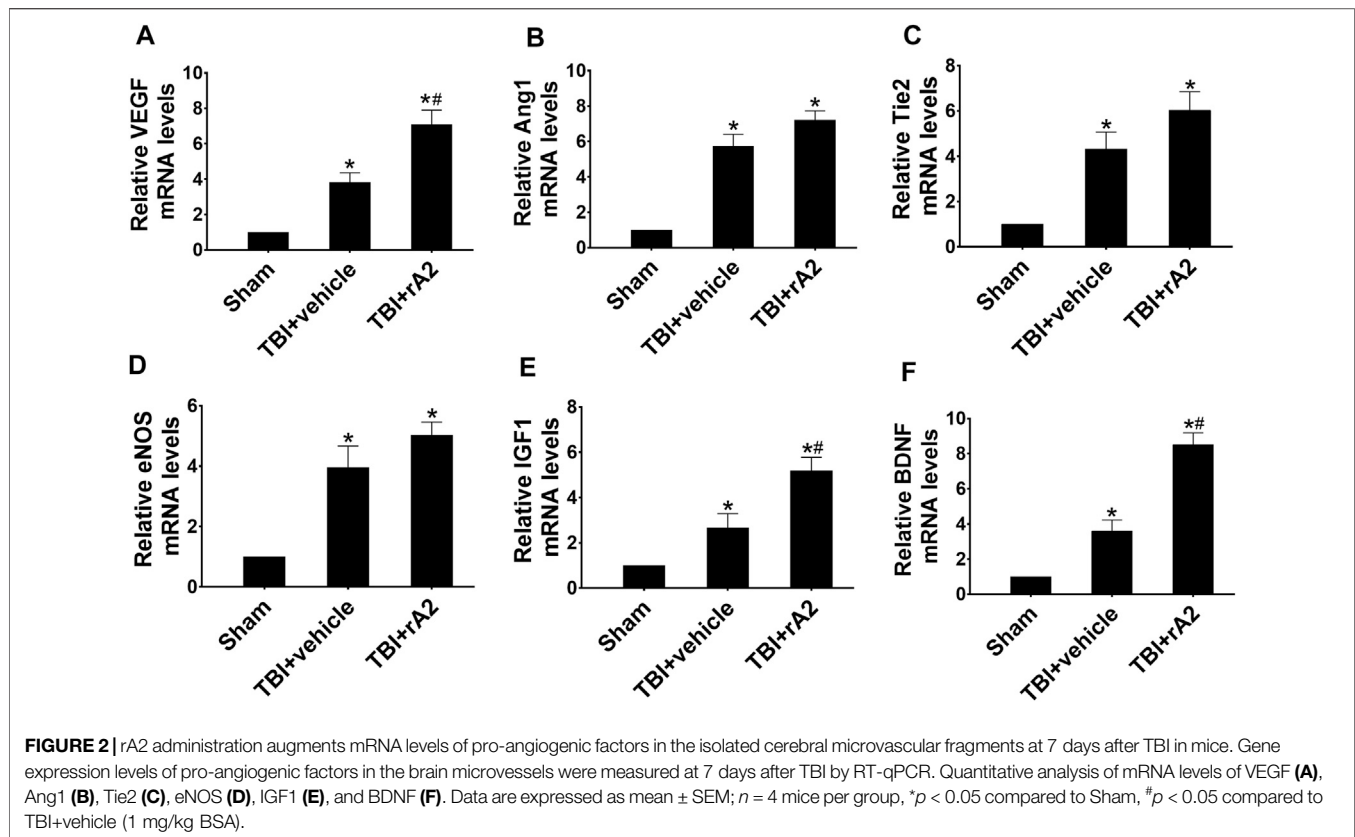 A
Relative VEGF
mRNA levels
10
8
6
4
2
0
*
*#
Sham
TBI+vehicle
TBI+rA2
B
Relative Ang1
mRNA levels
10
8
6
4
2
0
*
*
Sham
TBI+vehicle
TBI+rA2
C
Relative Tie2
mRNA levels
8
6
4
2
0
*
*
Sham
TBI+vehicle
TBI+rA2
D
Relative eNOS
mRNA levels
6
4
2
0
*
*
Sham
TBI+vehicle
TBI+rA2
E
Relative IGF1
mRNA levels
8
6
4
2
0
*
*#
Sham
TBI+vehicle
TBI+rA2
F
Relative BDNF
mRNA levels
10
8
6
4
2
0
*
*#
Sham
TBI+vehicle
TBI+rA2
FIGURE 2 | rA2 administration augments mRNA levels of pro-angiogenic factors in the isolated cerebral microvascular fragments at 7 days after TBI in mice. Gene
expression levels of pro-angiogenic factors in the brain microvessels were measured at 7 days after TBI by RT-qPCR. Quantitative analysis of mRNA levels of VEGF (A),
Ang1 (B), Tie2 (C), eNOS (D), IGF1 (E), and BDNF (F). Data are expressed as mean ± SEM; n = 4 mice per group, *p < 0.05 compared to Sham, #p < 0.05 compared to
TBI+vehicle (1 mg/kg BSA).